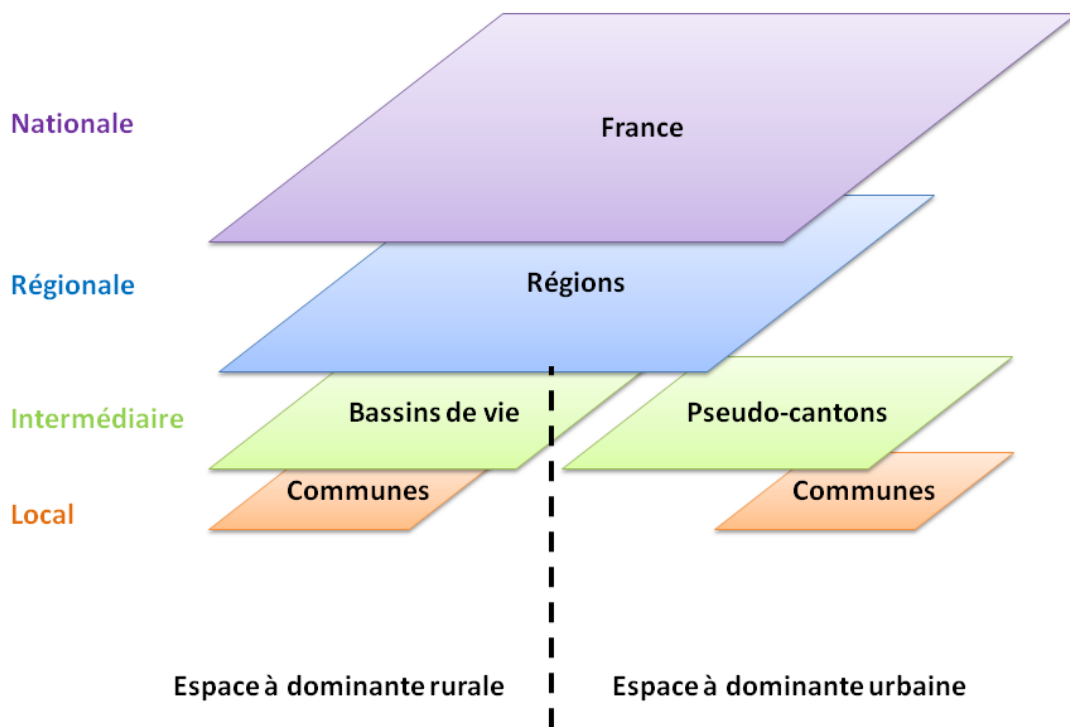 Nationale
France
Régionale
Régions
Intermédiaire
Bassins de vie
Pseudo-cantons
Local
Communes
Communes
Espace à dominante rurale
Espace à dominante urbaine